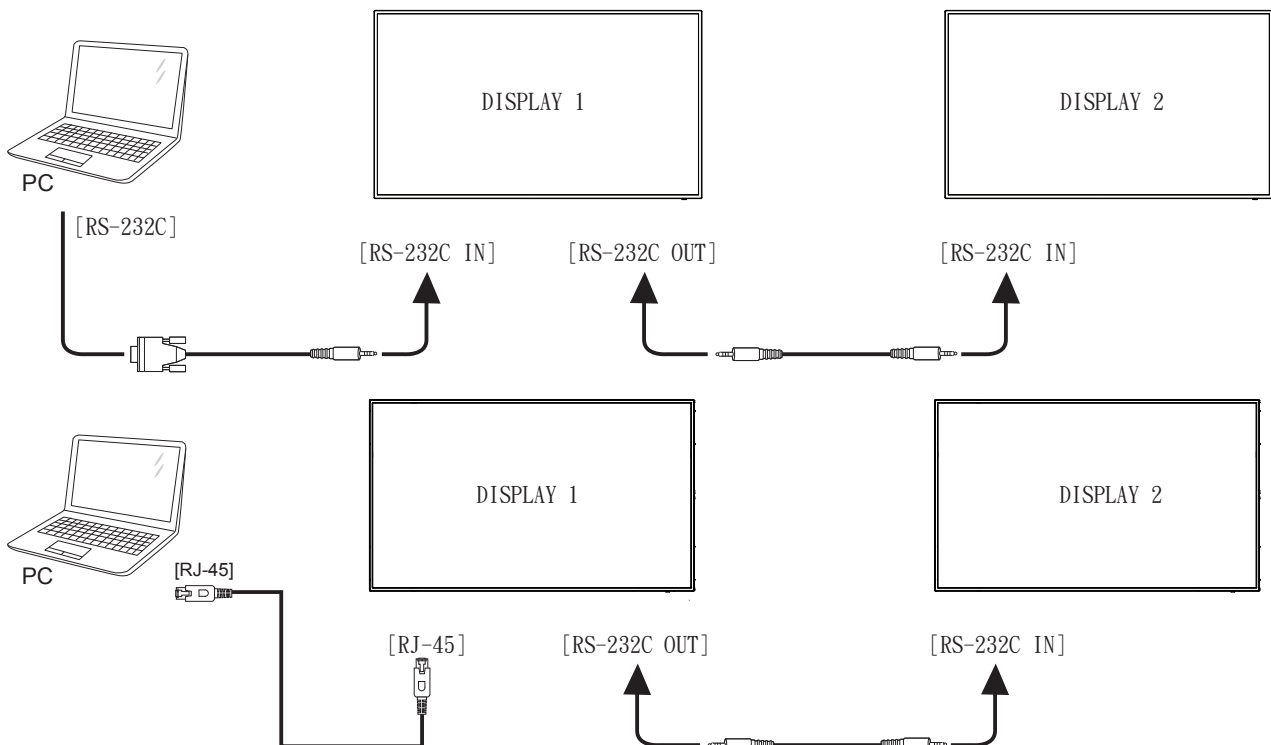 DISPLAY 1
DISPLAY 2
PC
[RS-232C]
[RS-232C IN]
[RS-232C OUT]
[RS-232C IN]
DISPLAY 1
DISPLAY 2
PC
[RJ-45]
[RJ-45]
[RS-232C OUT]
[RS-232C IN]